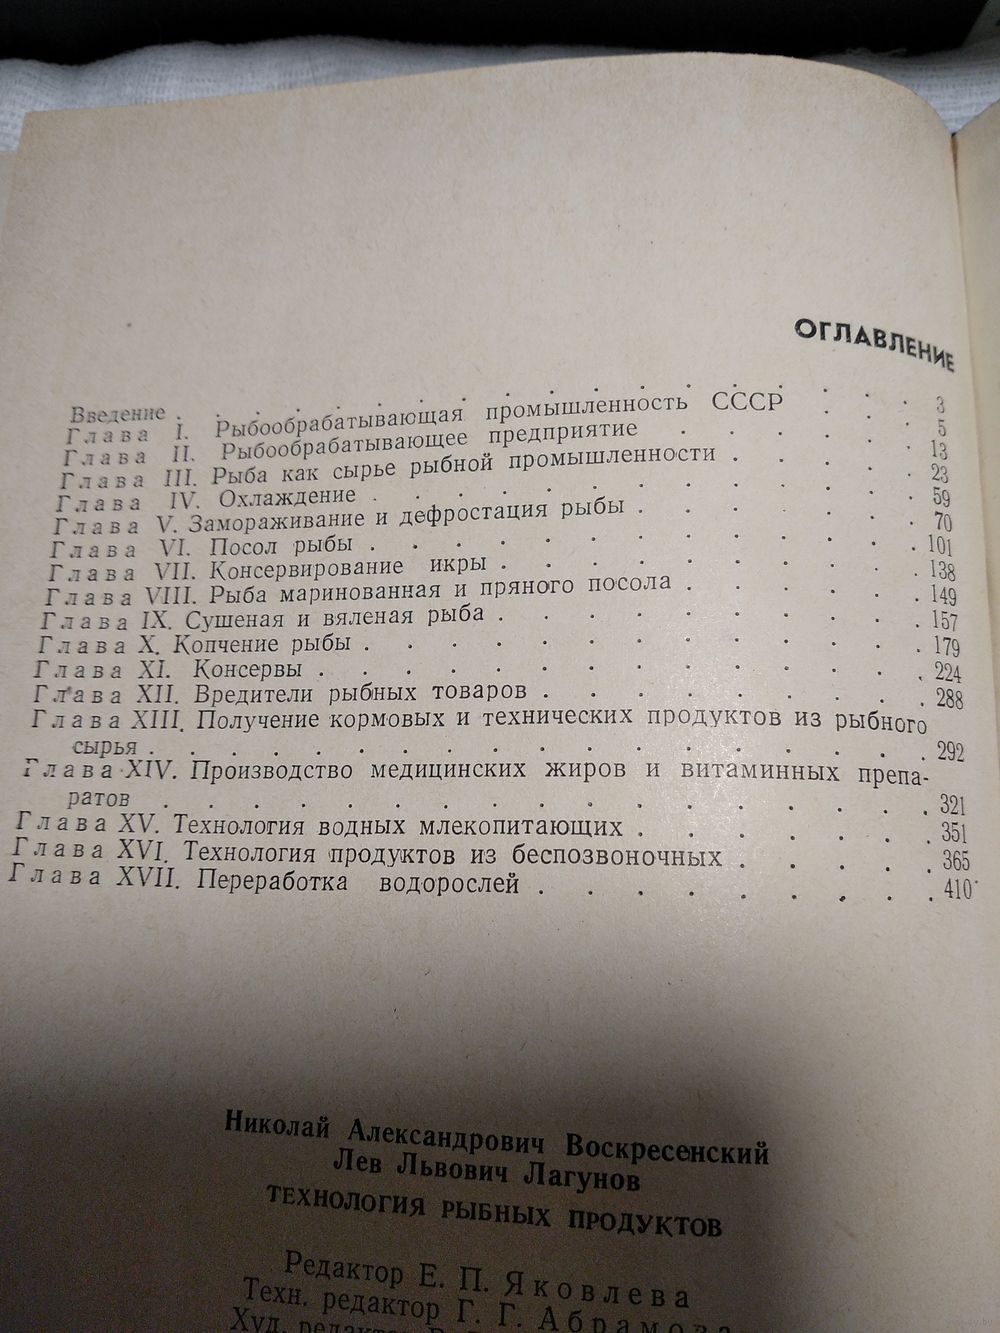 ОГЛАВЛЕНИЕ
Введение . . . . . . . . . . . . 3
Глава I. Рыбообрабатывающая промышленность СССР . . 5
Глава II. Рыбообрабатывающее предприятие . . . . . 13
Глава III. Рыба как сырье рыбной промышленности . . . . 23
Глава IV. Охлаждение . . . . . . . . . . . 59
Глава V. Замораживание и дефростация рыбы . . . . . . 70
Глава VI. Посол рыбы . . . . . . . . . . . 101
Глава VII. Консервирование икры . . . . . . . . . 138
Глава VIII. Рыба маринованная и пряного посола . . . . . 149
Глава IX. Сушеная и вяленая рыба . . . . . . . . . 157
Глава X. Копчение рыбы . . . . . . . . . . . 179
Глава XI. Консервы . . . . . . . . . . . . 224
Глава XII. Вредители рыбных товаров . . . . . . . . 288
Глава XIII. Получение кормовых и технических продуктов из рыбного
сырья . . . . . . . . . . . . . . . 292
Глава XIV. Производство медицинских жиров и витаминных препа-
ратов . . . . . . . . . . . . . . . 321
Глава XV. Технология водных млекопитающих . . . . . . 351
Глава XVI. Технология продуктов из беспозвоночных . . . . 365
Глава XVII. Переработка водорослей . . . . . . . . 410
Николай Александрович Воскресенский
Лев Львович Лагунов
ТЕХНОЛОГИЯ РЫБНЫХ ПРОДУКТОВ
Редактор Е. П. Яковлева
Техн. редактор Г. Г. Абрамова
Худ. редактор